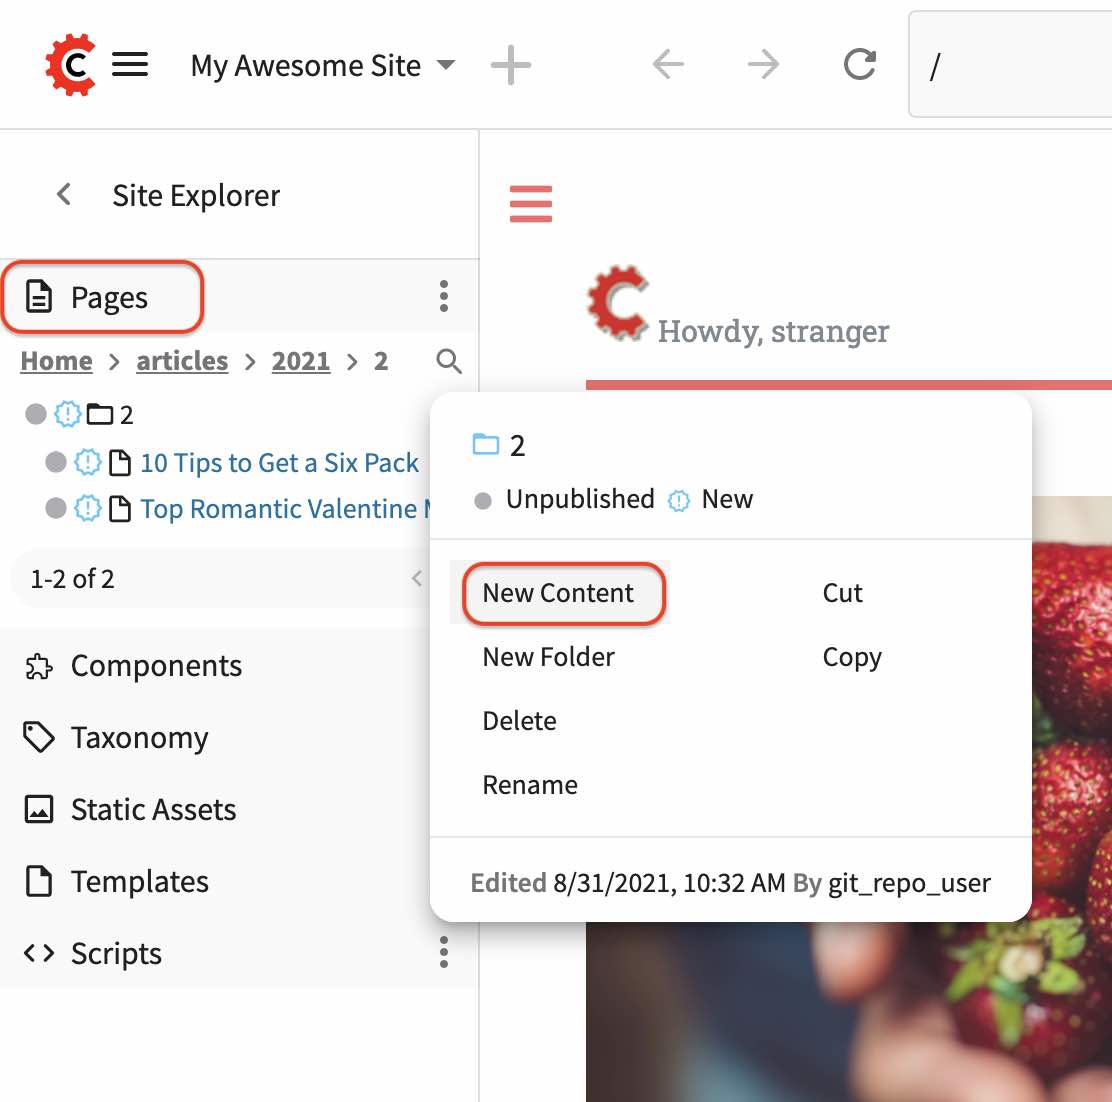 C
My Awesome Site
/
Site Explorer
Pages
Home > articles > 2021 > 2
2
10 Tips to Get a Six Pack
Top Romantic Valentine
1-2 of 2
Components
Taxonomy
Static Assets
Templates
Scripts
Howdy, stranger
2
Unpublished New
New Content
Cut
New Folder
Copy
Delete
Rename
Edited 8/31/2021, 10:32 AM By git_repo_user